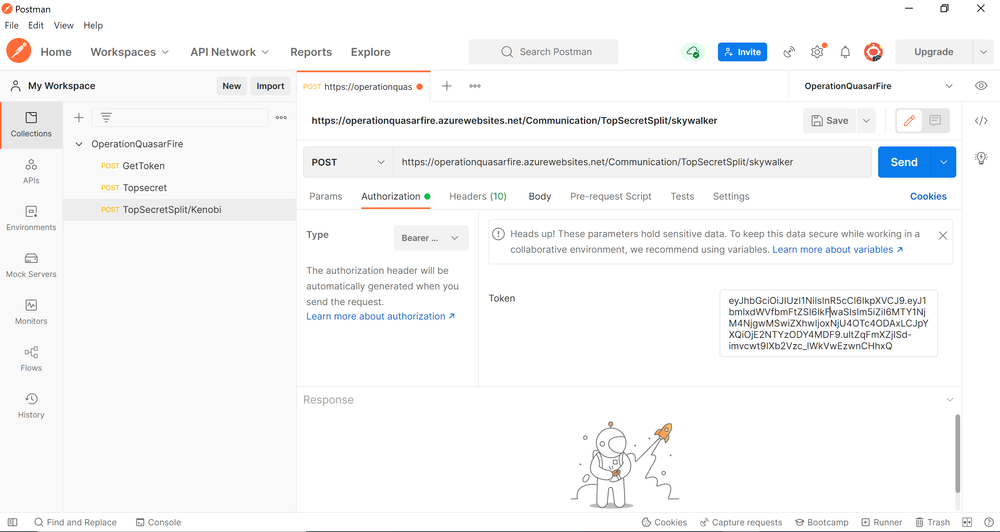 Postman
File Edit View Help
Home Workspaces API Network Reports Explore
Search Postman
Invite
Upgrade
My Workspace
New Import
POST https://operationquas
OperationQuasarFire
Collections
APIs
Environments
Mock Servers
Monitors
Flows
History
OperationQuasarFire
POST GetToken
POST Topsecret
POST TopSecretSplit/Kenobi
https://operationquasarfire.azurewebsites.net/Communication/TopSecretSplit/skywalker
Save
POST https://operationquasarfire.azurewebsites.net/Communication/TopSecretSplit/skywalker
Send
Params Authorization Headers (10) Body Pre-request Script Tests Settings Cookies
Type
Bearer ...
The authorization header will be
automatically generated when you
send the request.
Learn more about authorization ↗
Heads up! These parameters hold sensitive data. To keep this data secure while working in a
collaborative environment, we recommend using variables. Learn more about variables ↗
Token
eyJhbGciOiJIUzI1NiIsInR5cCI6IkpXVCJ9.eyJ1
bmlxdWVfbmFtZSI6IkFwaSIsIm5iZiI6MTY1Nj
M4NjgwMSwiZXhwIjoxNjU4OTc4ODAxLCJpY
XQiOjE2NTYzODY4MDF9.uItZqFmXZjISd-
imvcwt9IXb2Vzc_lWkVwEzwnCHhxQ
Response
Find and Replace Console
Cookies Capture requests Bootcamp Runner Trash